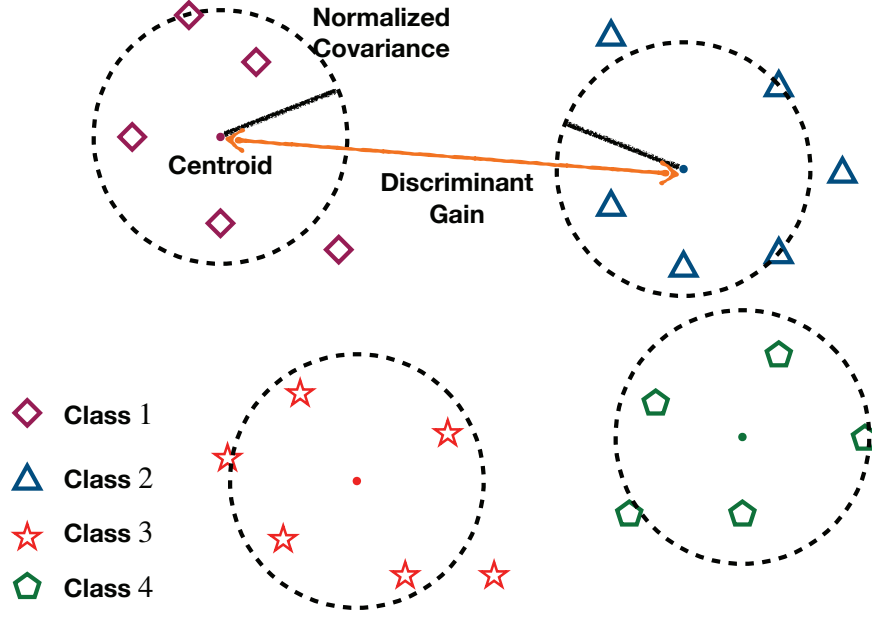 Normalized
Covariance
Centroid
Discriminant
Gain
Class 1
Class 2
Class 3
Class 4